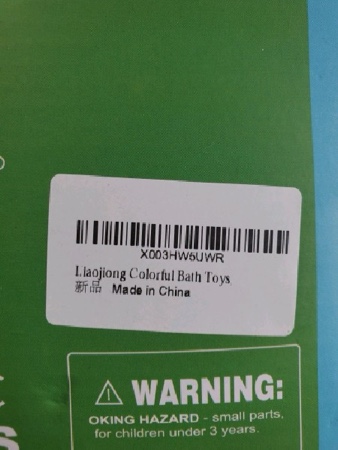 X003HW6UWR
Liaojiong Colorful Bath Toys
新品 Made in China
⚠ WARNING:
OKING HAZARD - small parts,
for children under 3 years.